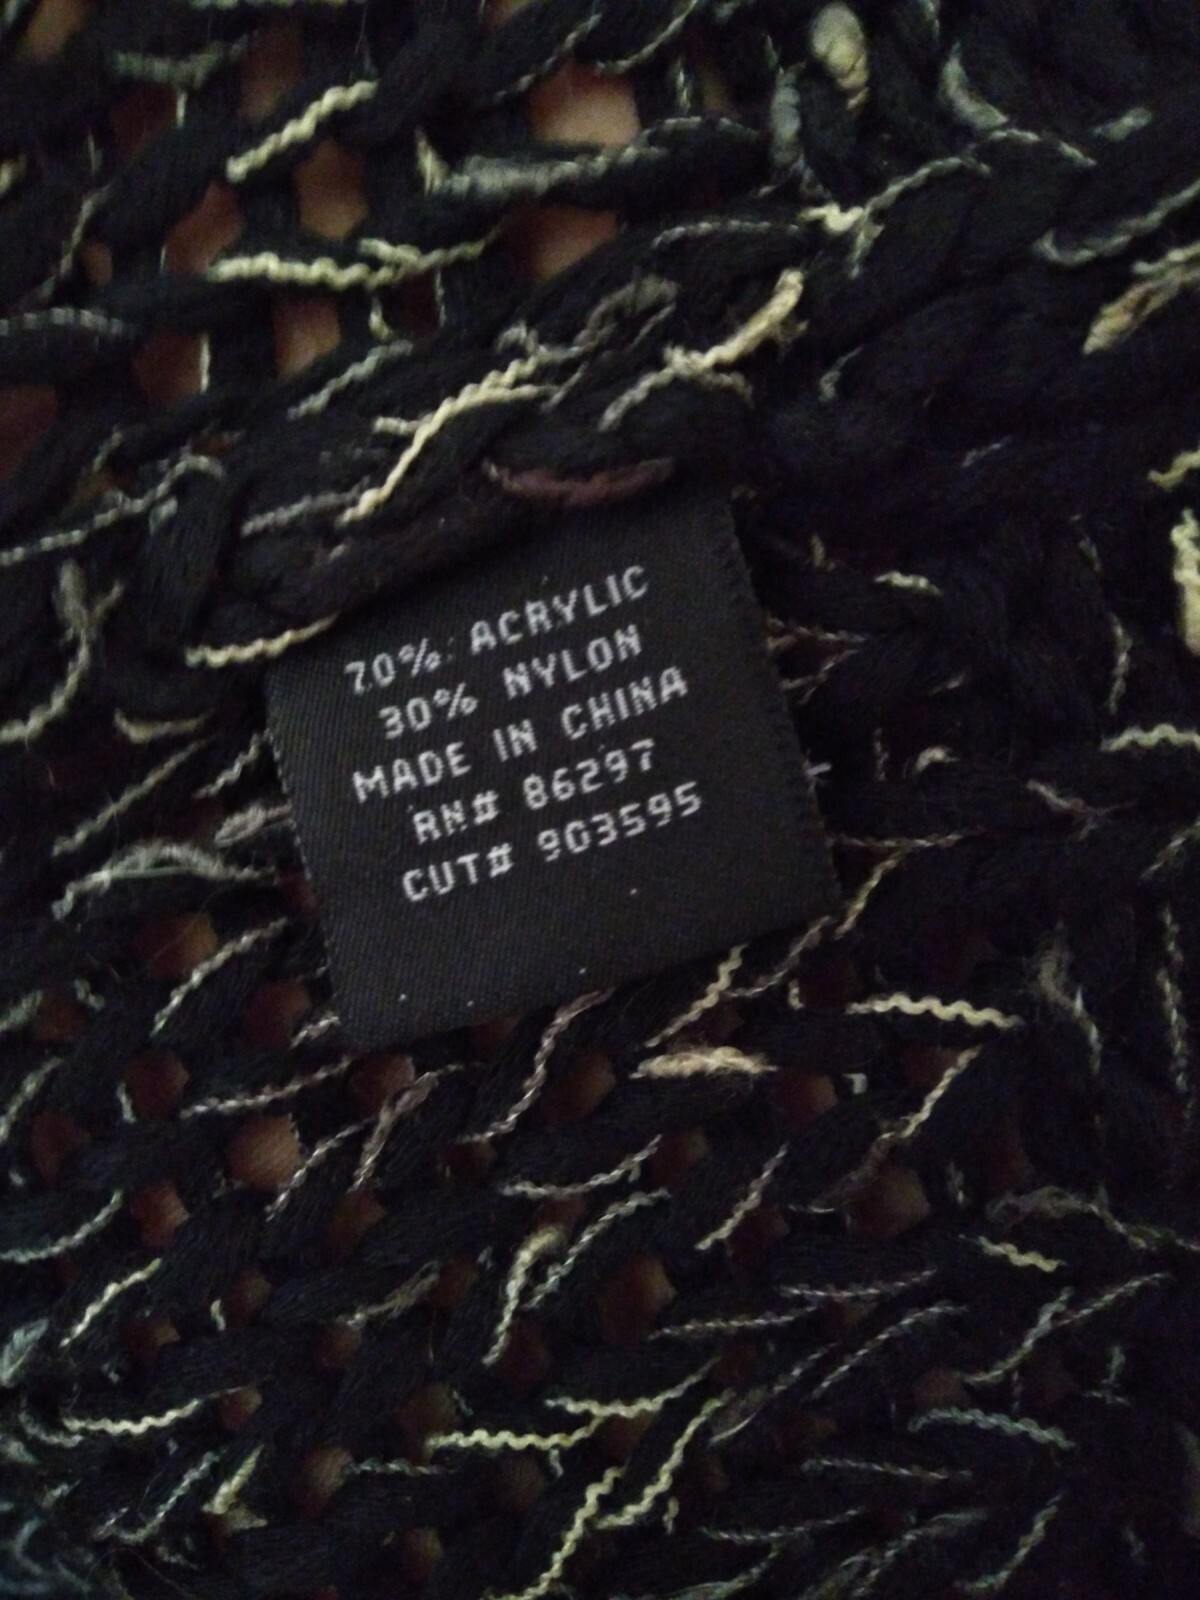 70% ACRYLIC
30% NYLON
MADE IN CHINA
RN# 86297
CUT# 903595